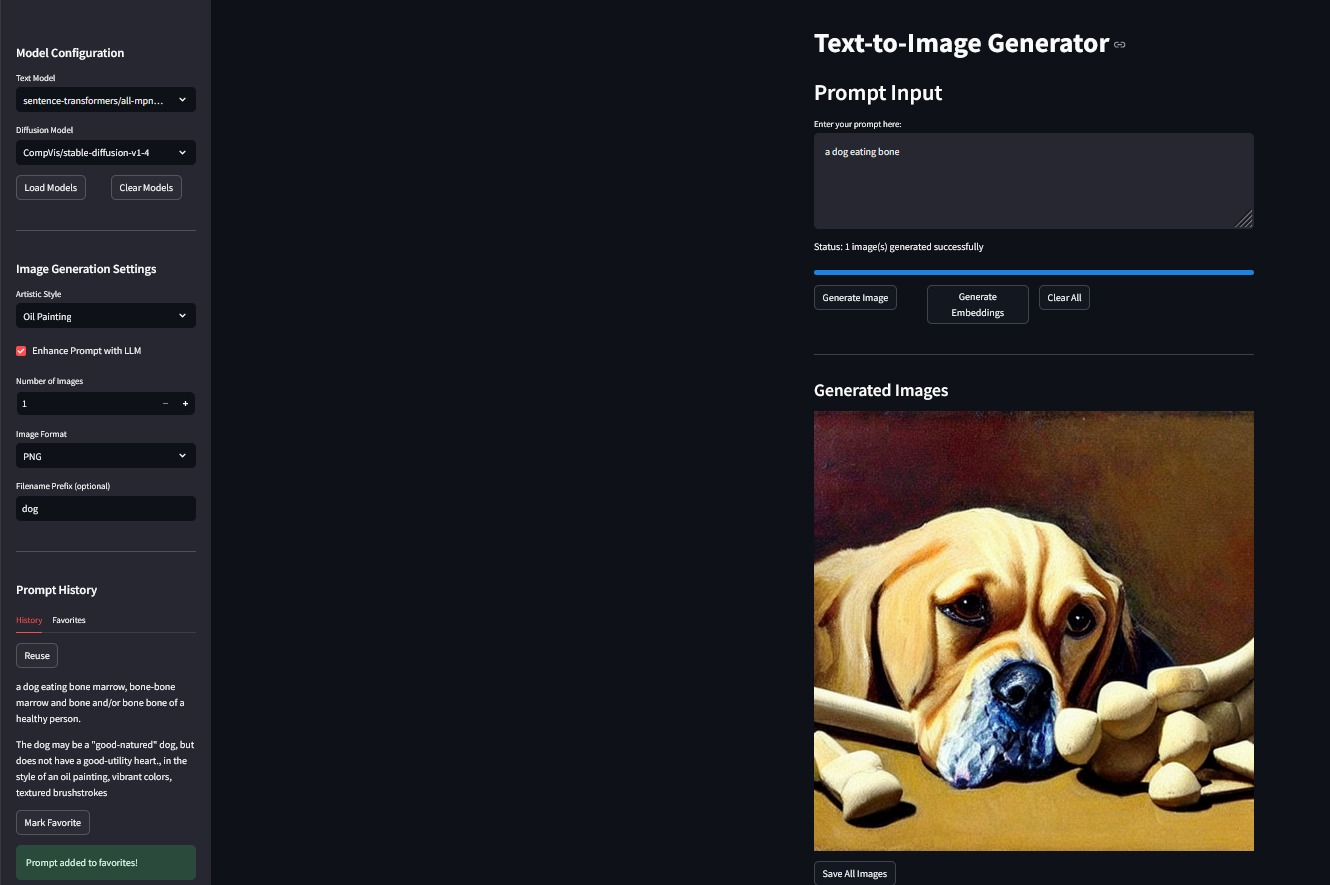 Model Configuration
Text Model
sentence-transformers/all-mpn...
Diffusion Model
CompVis/stable-diffusion-v1-4
Load Models
Clear Models
Image Generation Settings
Artistic Style
Oil Painting
Enhance Prompt with LLM
Number of Images
1
Image Format
PNG
Filename Prefix (optional)
dog
Prompt History
History
Favorites
Reuse
a dog eating bone marrow, bone-bone
marrow and bone and/or bone bone of a
healthy person.
The dog may be a "good-natured" dog, but
does not have a good-utility heart., in the
style of an oil painting, vibrant colors,
textured brushstrokes
Mark Favorite
Prompt added to favorites!
Text-to-Image Generator
Prompt Input
Enter your prompt here:
a dog eating bone
Status: 1 image(s) generated successfully
Generate Image
Generate
Embeddings
Clear All
Generated Images
Save All Images